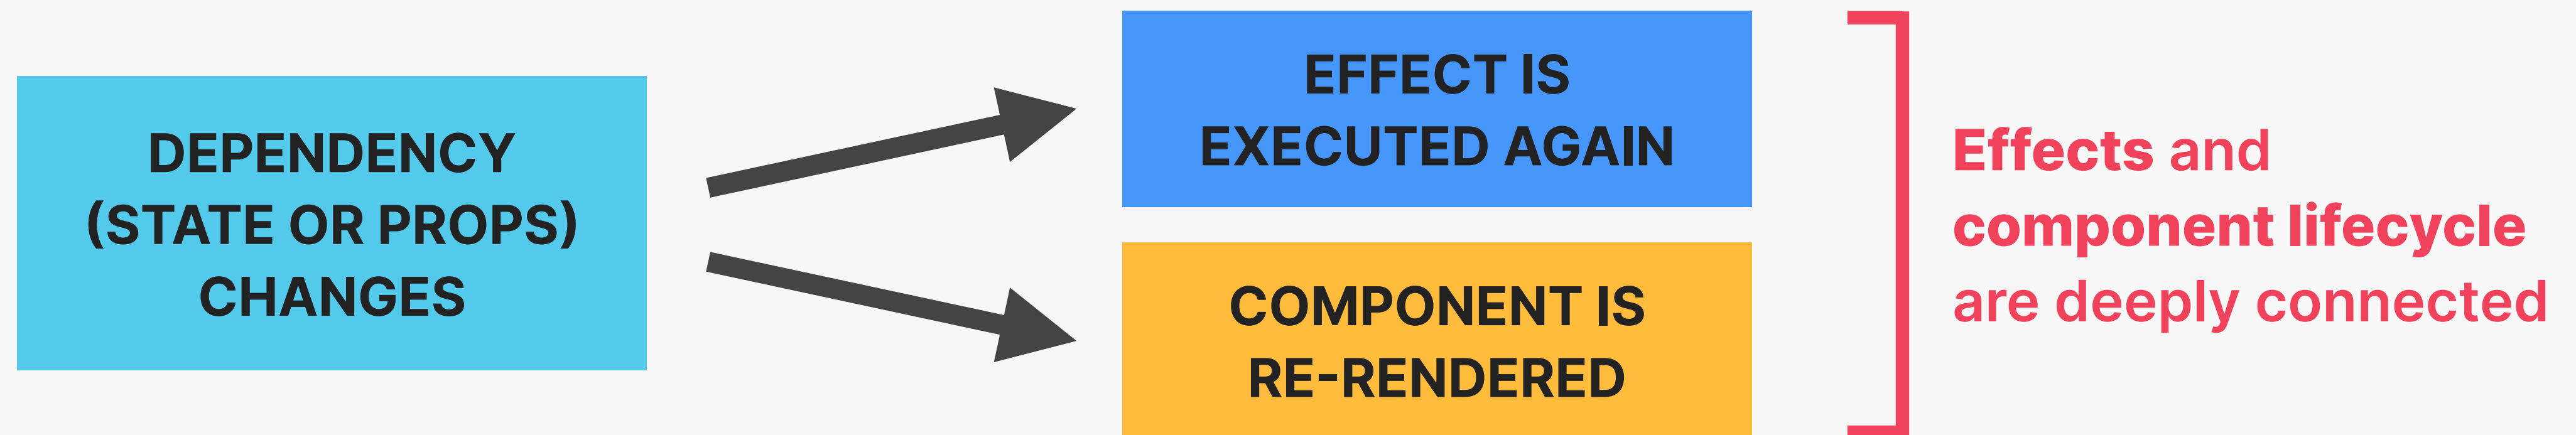 DEPENDENCY
(STATE OR PROPS)
CHANGES
EFFECT IS
EXECUTED AGAIN
COMPONENT IS
RE-RENDERED
Effects and
component lifecycle
are deeply connected